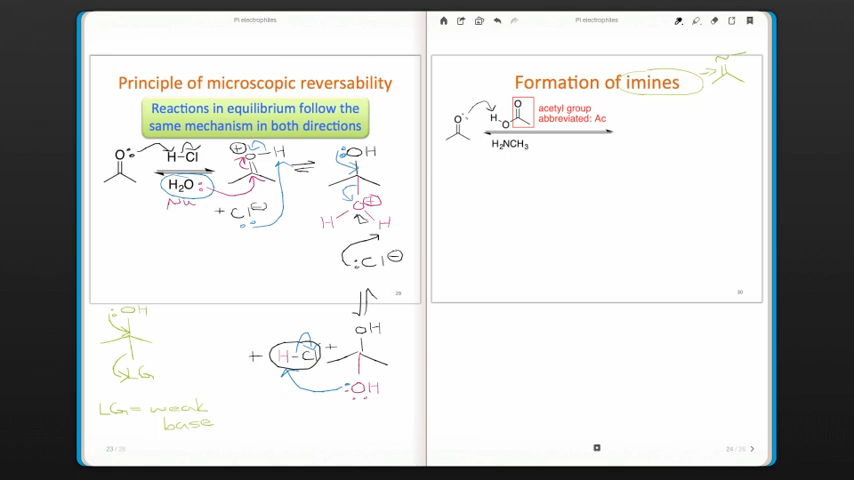 PI electrophiles
Principle of microscopic reversability
Reactions in equilibrium follow the
same mechanism in both directions
O
H-Cl
H₂O
Nu
+ Cl⊖
⊕
O-H
OH
O⊕
H
H
:Cl⊖
OH
+ H-Cl +
OH
:OH
LG
LG = weak
base
28
23 / 26
PI electrophiles
Formation of imines
O
H
O
O
acetyl group
abbreviated: Ac
H₂NCH₃
N
30
24 / 26